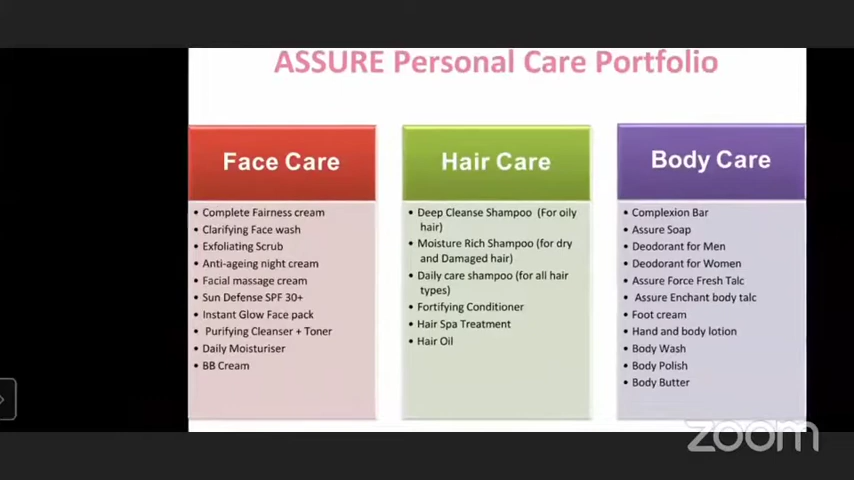 ASSURE Personal Care Portfolio
Face Care
• Complete Fairness cream
• Clarifying Face wash
• Exfoliating Scrub
• Anti-ageing night cream
• Facial massage cream
• Sun Defense SPF 30+
• Instant Glow Face pack
• Purifying Cleanser + Toner
• Daily Moisturiser
• BB Cream
Hair Care
• Deep Cleanse Shampoo (For oily
hair)
• Moisture Rich Shampoo (for dry
and Damaged hair)
• Daily care shampoo (for all hair
types)
• Fortifying Conditioner
• Hair Spa Treatment
• Hair Oil
Body Care
• Complexion Bar
• Assure Soap
• Deodorant for Men
• Deodorant for Women
• Assure Force Fresh Talc
• Assure Enchant body talc
• Foot cream
• Hand and body lotion
• Body Wash
• Body Polish
• Body Butter
zoom